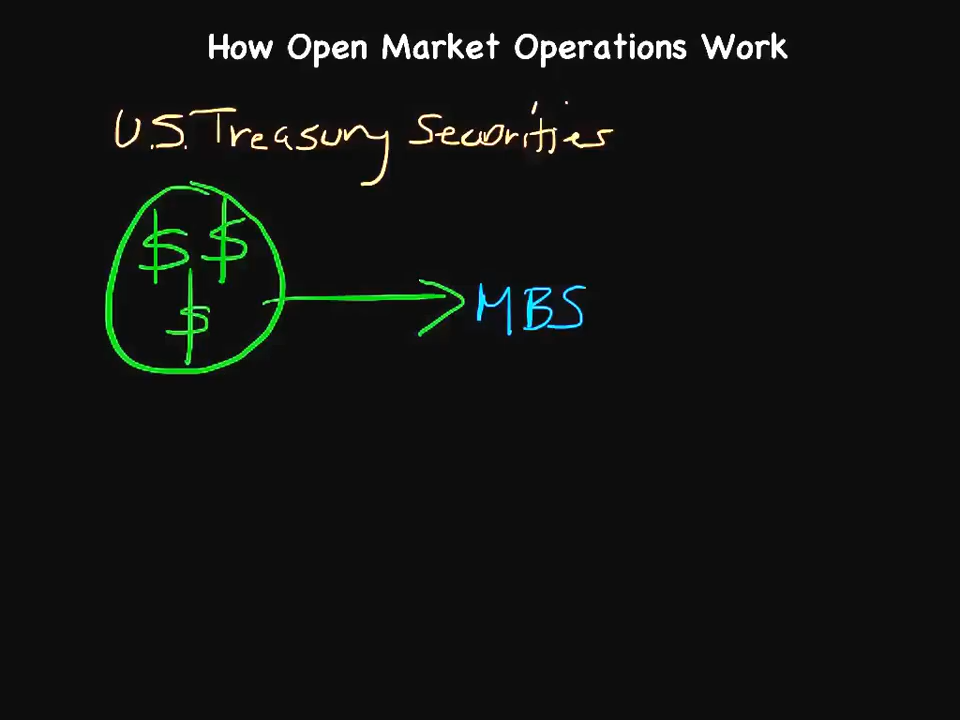 How Open Market Operations Work
U.S. Treasury Securities
$ $
$
MBS